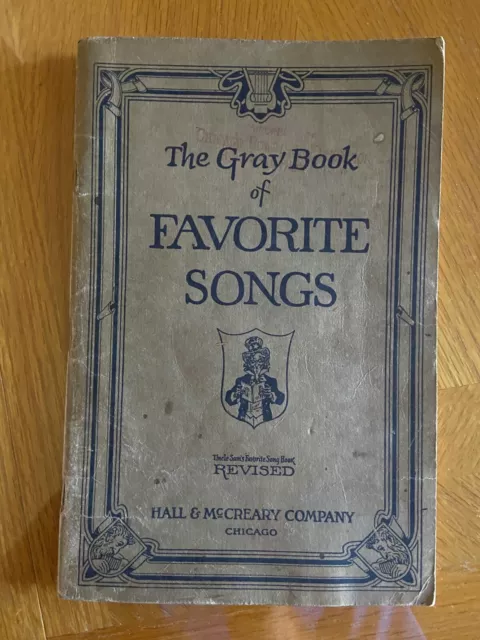 The Gray Book
of
FAVORITE
SONGS
Uncle Sam's Favorite Song Book
REVISED
HALL & McCREARY COMPANY
CHICAGO